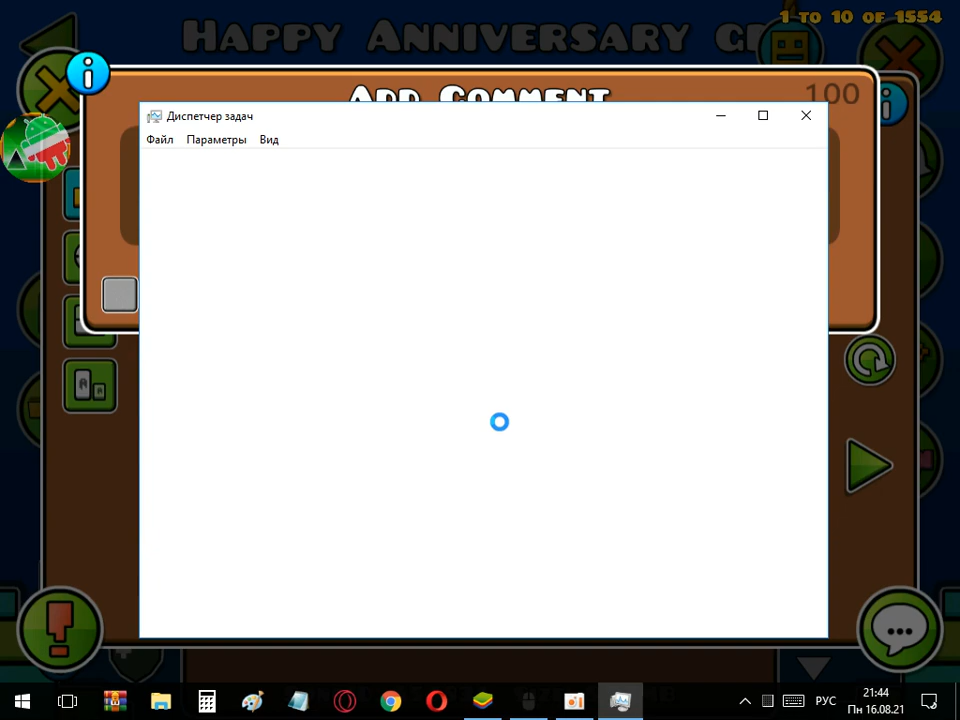 1 to 10 of 1554
Happy Anniversary
Add Comment
100
Диспетчер задач
Файл Параметры Вид
РУС
21:44
Пн 16.08.21